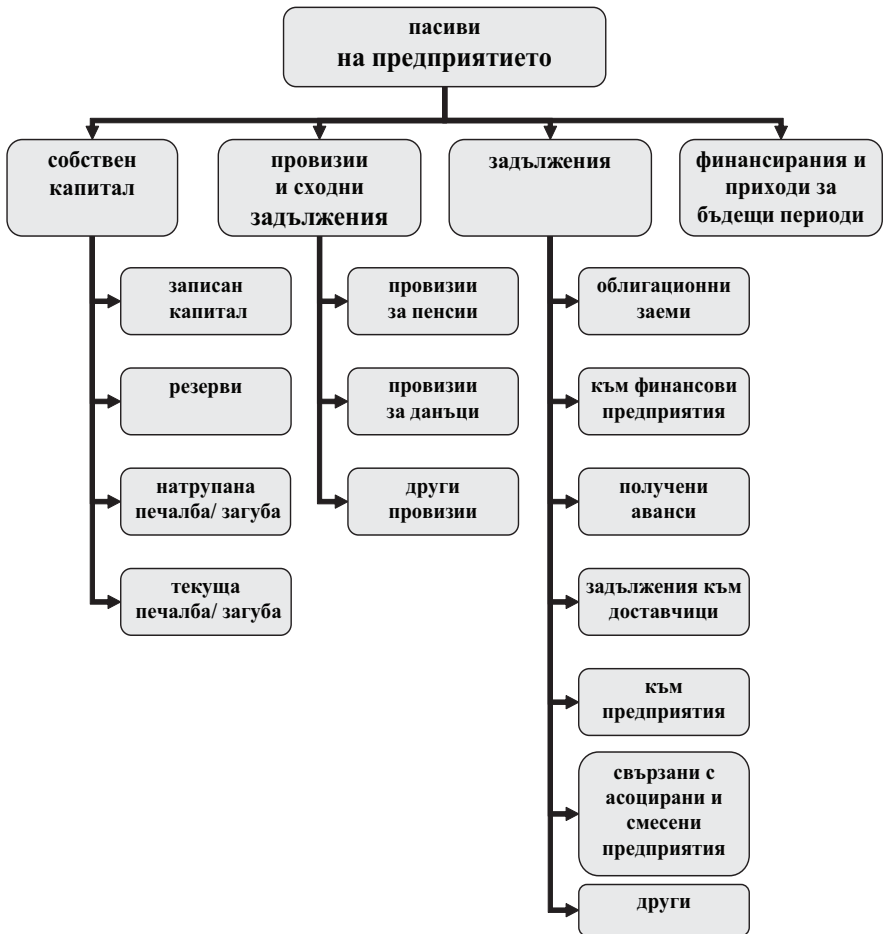 пасиви
на предприятието
собствен
капитал
провизии
и сходни
задължения
задължения
финансирания и
приходи за
бъдещи периоди
записан
капитал
резерви
натрупана
печалба/ загуба
текуща
печалба/ загуба
провизии
за пенсии
провизии
за данъци
други
провизии
облигационни
заеми
към финансови
предприятия
получени
аванси
задължения към
доставчици
към
предприятия
свързани с
асоцирани и
смесени
предприятия
други